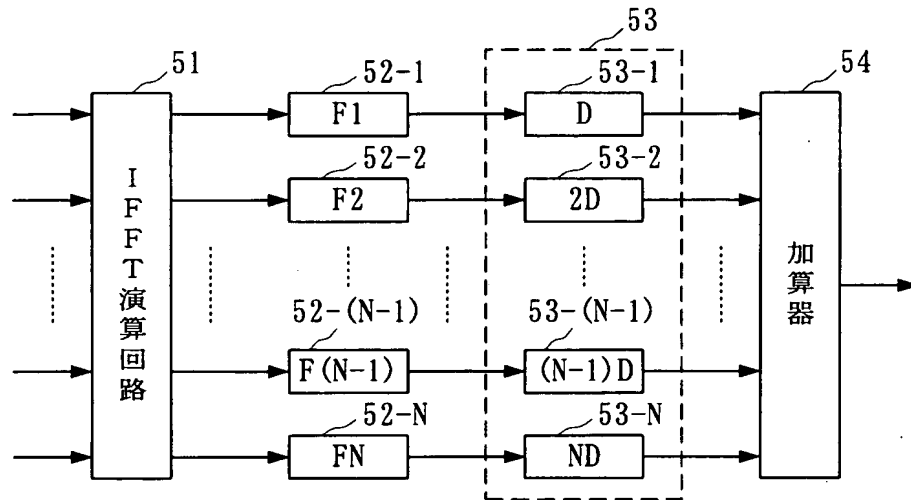 53
51
52-1
53-1
54
F1
D
52-2
53-2
F2
2D
IFFT演算回路
加算器
52-(N-1)
53-(N-1)
F(N-1)
(N-1)D
52-N
53-N
FN
ND